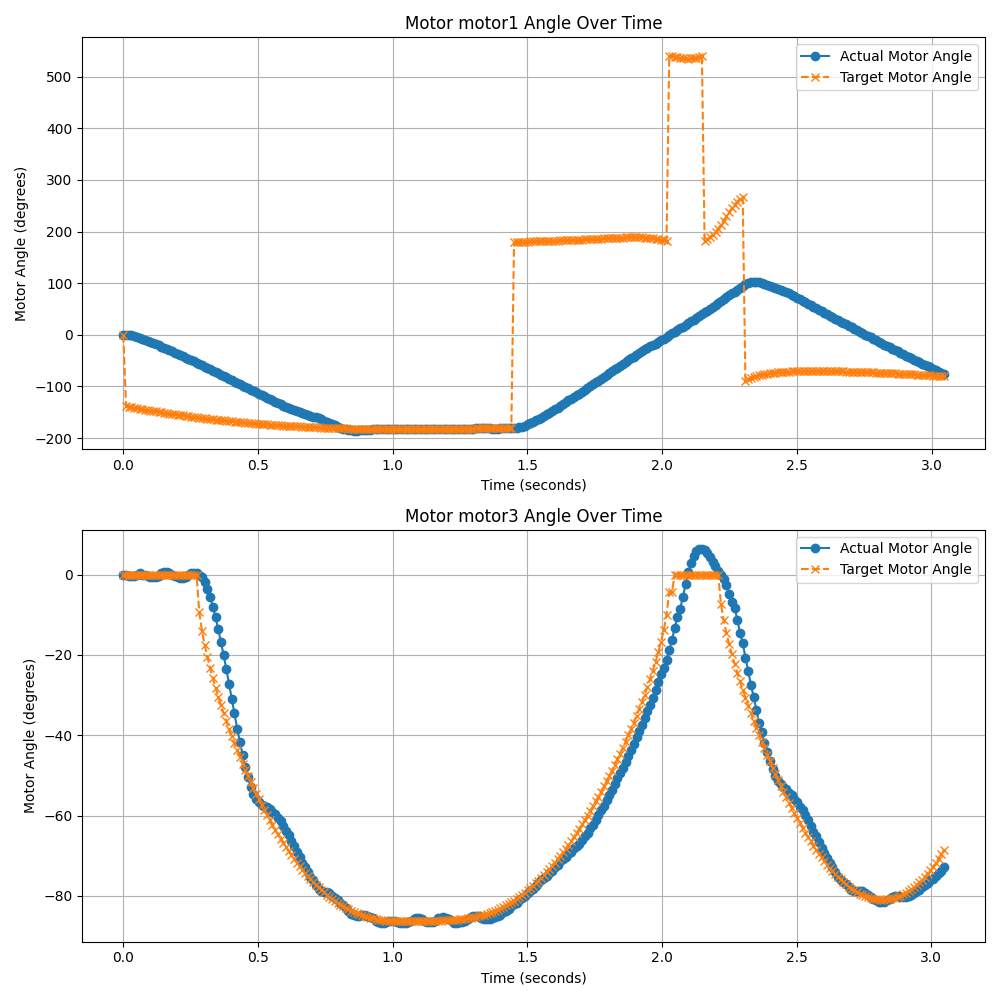 Motor motor1 Angle Over Time
Motor Angle (degrees)
500
400
300
200
100
0
−100
−200
Actual Motor Angle
Target Motor Angle
0.0 0.5 1.0 1.5 2.0 2.5 3.0
Time (seconds)
Motor motor3 Angle Over Time
Motor Angle (degrees)
0
−20
−40
−60
−80
Actual Motor Angle
Target Motor Angle
0.0 0.5 1.0 1.5 2.0 2.5 3.0
Time (seconds)